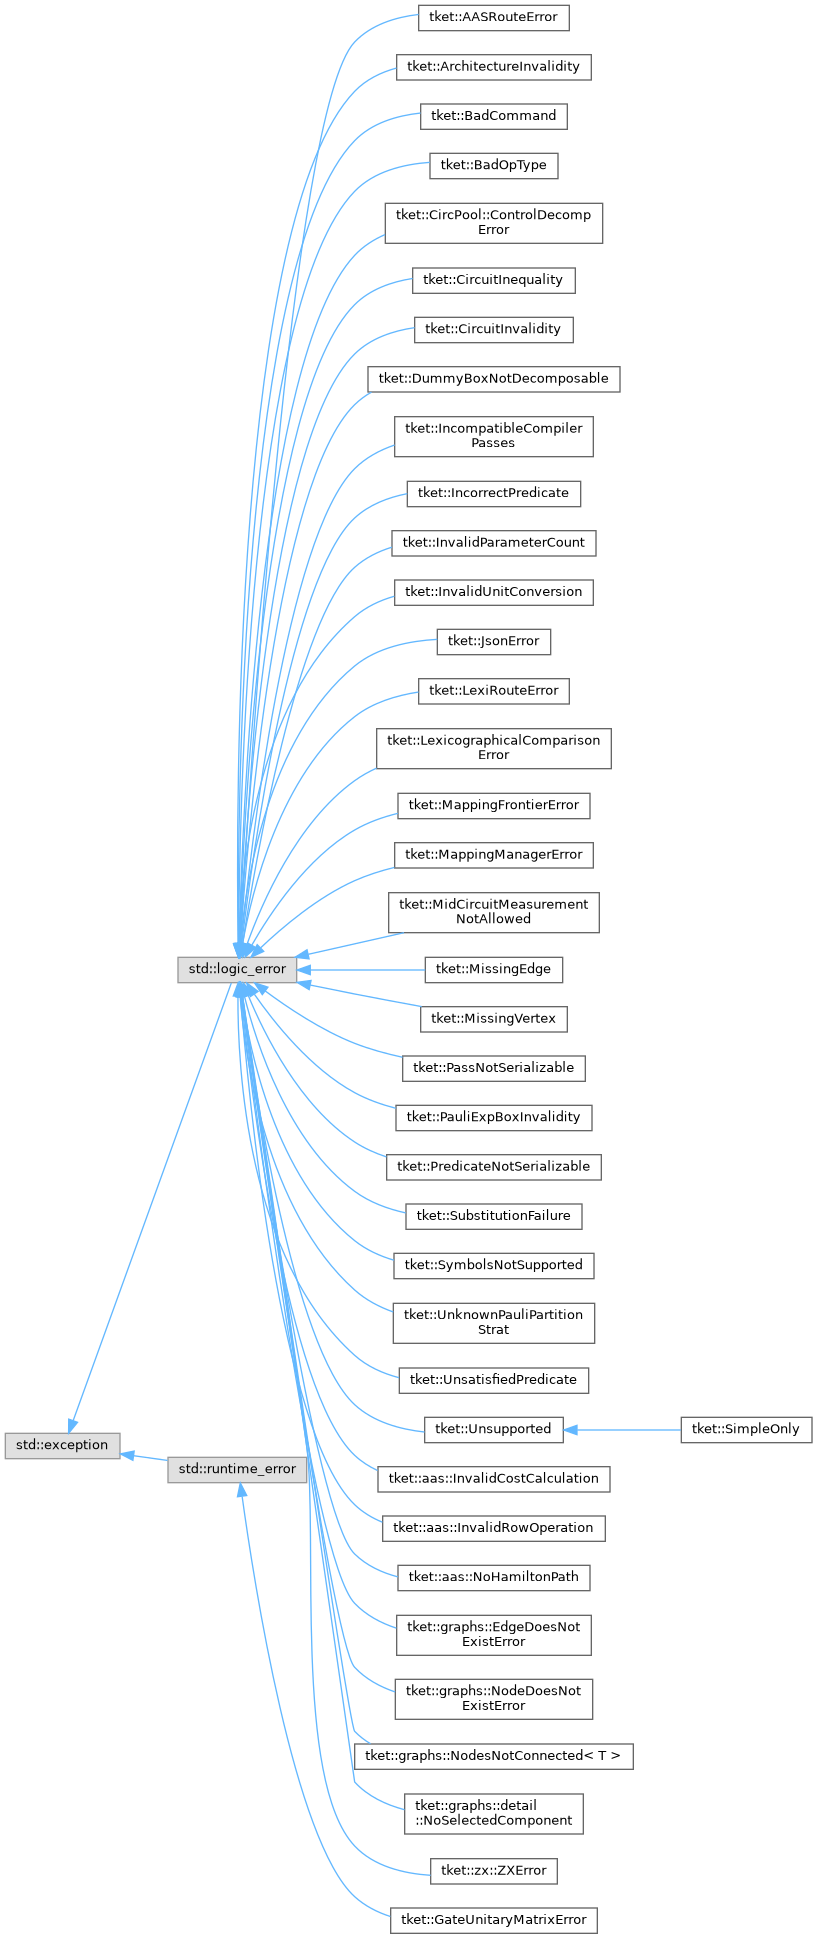 tket::AASRouteError
tket::ArchitectureInvalidity
tket::BadCommand
tket::BadOpType
tket::CircPool::ControlDecomp
Error
tket::CircuitInequality
tket::CircuitInvalidity
tket::DummyBoxNotDecomposable
tket::IncompatibleCompiler
Passes
tket::IncorrectPredicate
tket::InvalidParameterCount
tket::InvalidUnitConversion
tket::JsonError
tket::LexiRouteError
tket::LexicographicalComparison
Error
tket::MappingFrontierError
tket::MappingManagerError
tket::MidCircuitMeasurement
NotAllowed
std::logic_error
tket::MissingEdge
tket::MissingVertex
tket::PassNotSerializable
tket::PauliExpBoxInvalidity
tket::PredicateNotSerializable
tket::SubstitutionFailure
tket::SymbolsNotSupported
tket::UnknownPauliPartition
Strat
tket::UnsatisfiedPredicate
tket::Unsupported
tket::SimpleOnly
std::exception
std::runtime_error
tket::aas::InvalidCostCalculation
tket::aas::InvalidRowOperation
tket::aas::NoHamiltonPath
tket::graphs::EdgeDoesNot
ExistError
tket::graphs::NodeDoesNot
ExistError
tket::graphs::NodesNotConnected< T >
tket::graphs::detail
::NoSelectedComponent
tket::zx::ZXError
tket::GateUnitaryMatrixError